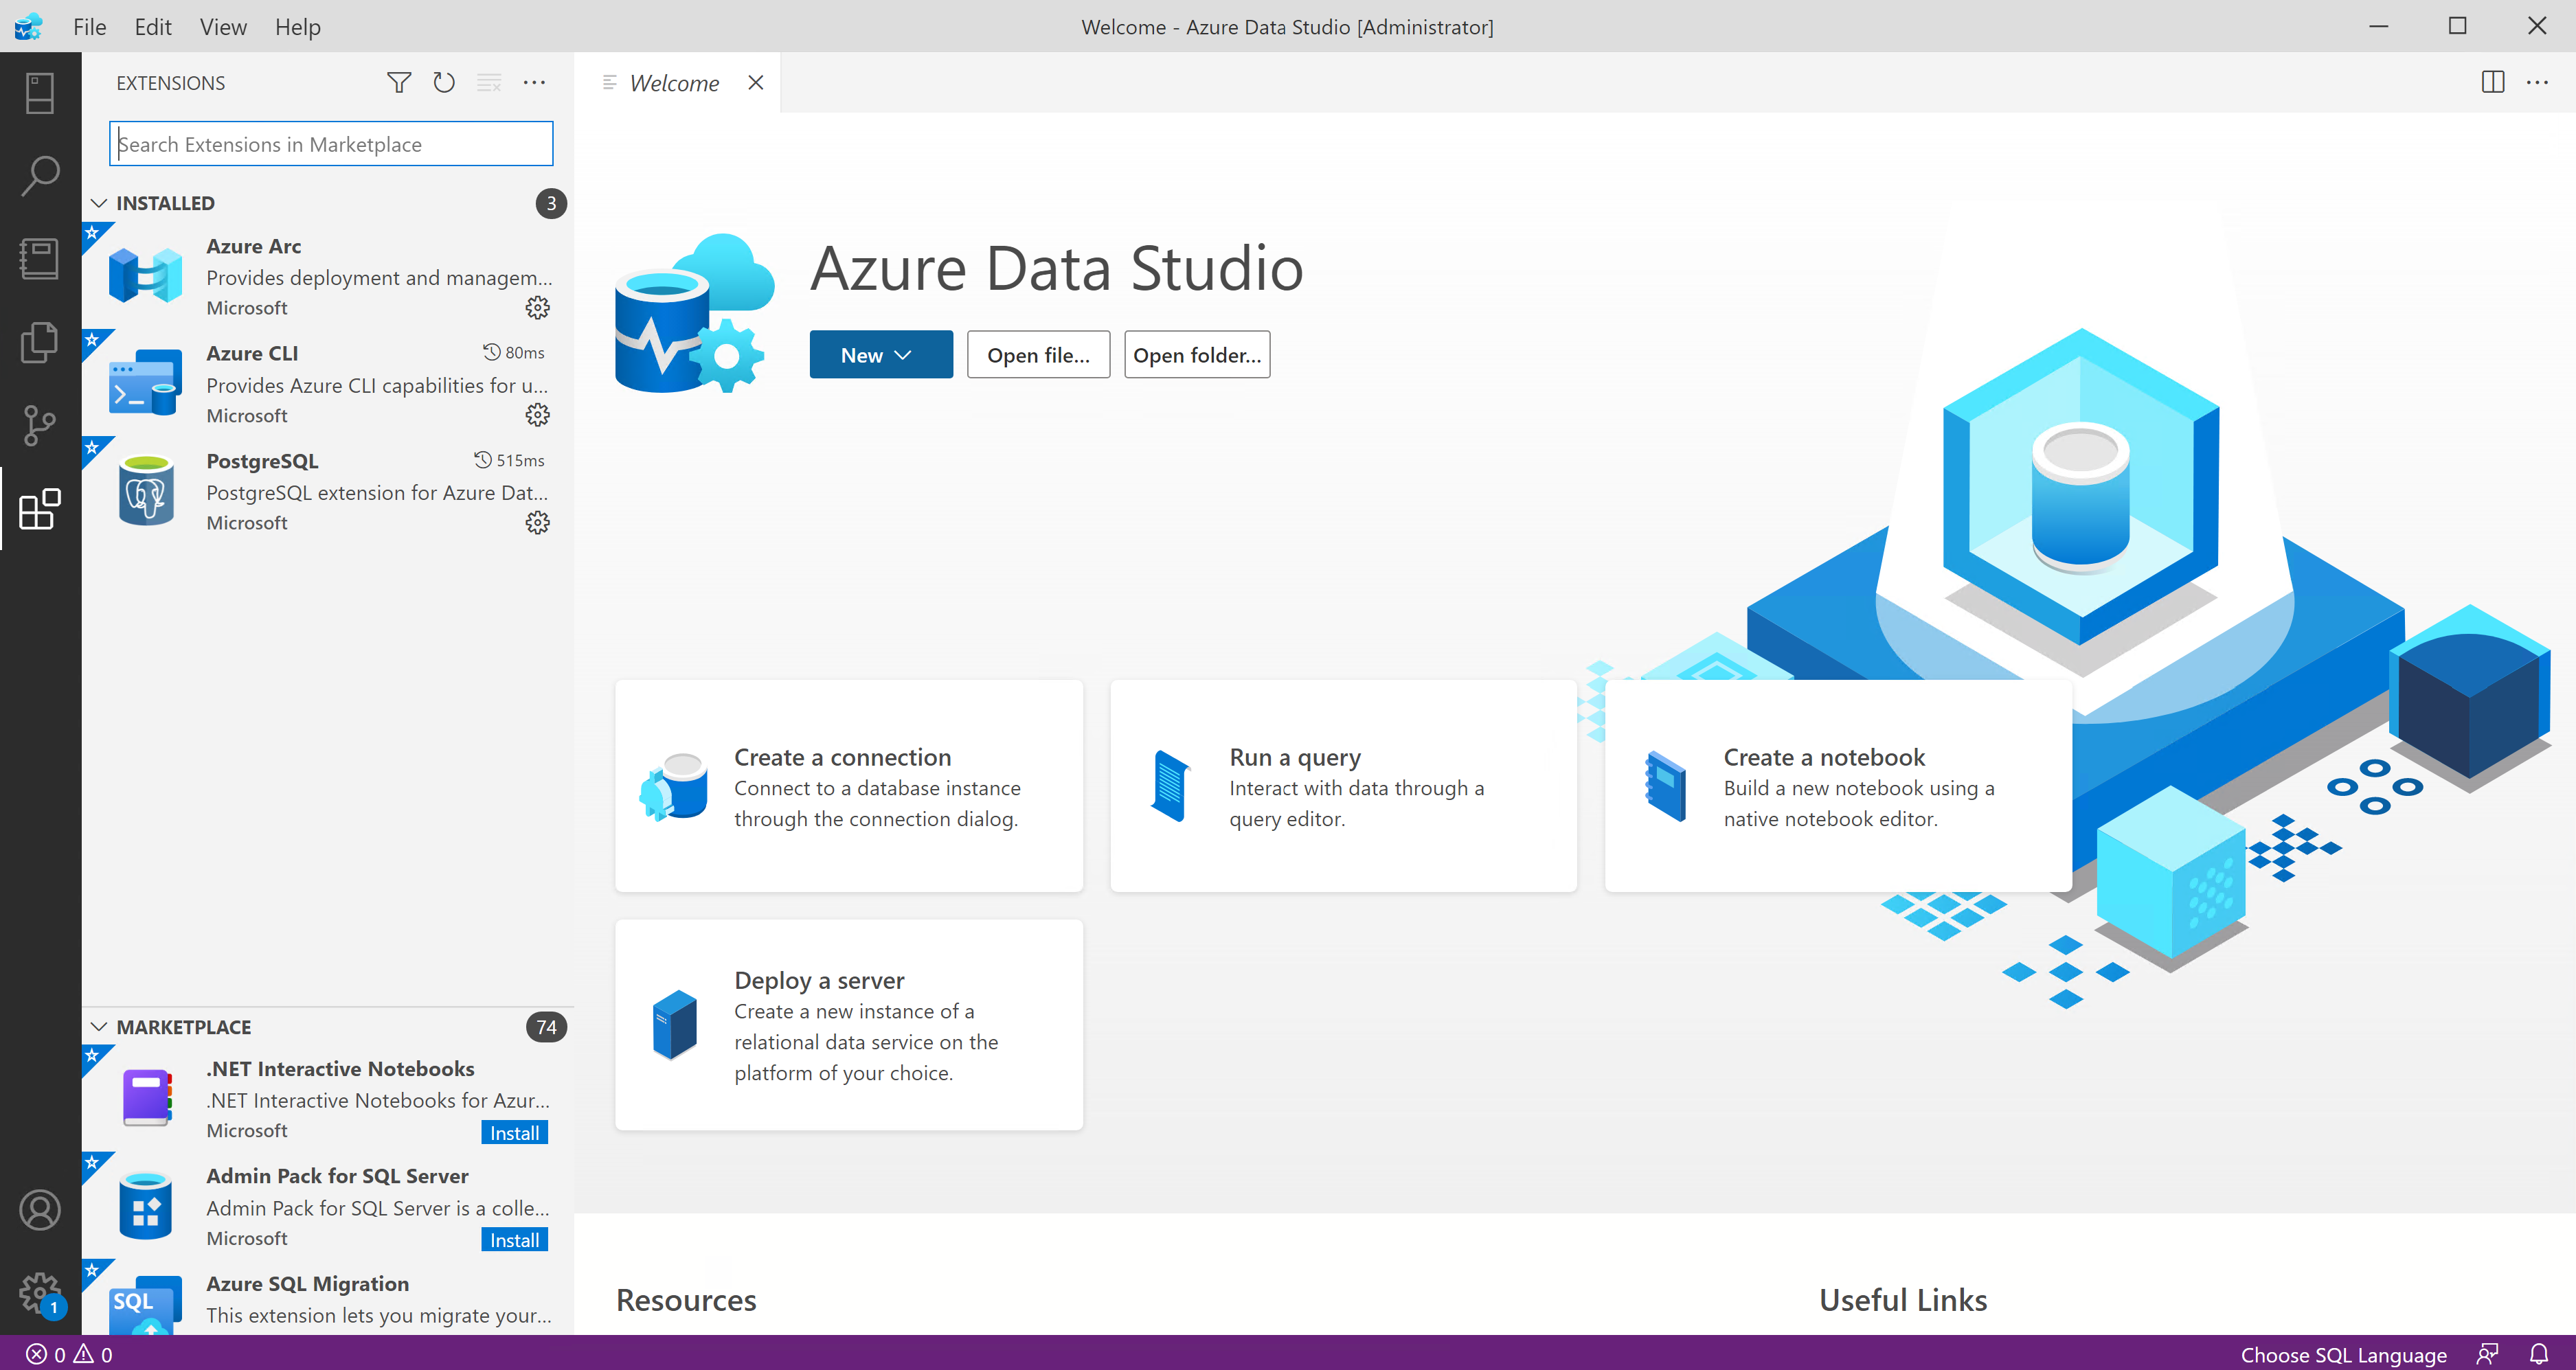 File Edit View Help
Welcome - Azure Data Studio [Administrator]
EXTENSIONS
Search Extensions in Marketplace
INSTALLED 3
Azure Arc
Provides deployment and managem...
Microsoft
Azure CLI 80ms
Provides Azure CLI capabilities for u...
Microsoft
PostgreSQL 515ms
PostgreSQL extension for Azure Dat...
Microsoft
MARKETPLACE 74
.NET Interactive Notebooks
.NET Interactive Notebooks for Azur...
Microsoft Install
Admin Pack for SQL Server
Admin Pack for SQL Server is a colle...
Microsoft Install
SQL
Azure SQL Migration
This extension lets you migrate your...
Welcome
Azure Data Studio
New Open file... Open folder...
Create a connection
Connect to a database instance
through the connection dialog.
Run a query
Interact with data through a
query editor.
Create a notebook
Build a new notebook using a
native notebook editor.
Deploy a server
Create a new instance of a
relational data service on the
platform of your choice.
Resources
Useful Links
1
0 0
Choose SQL Language